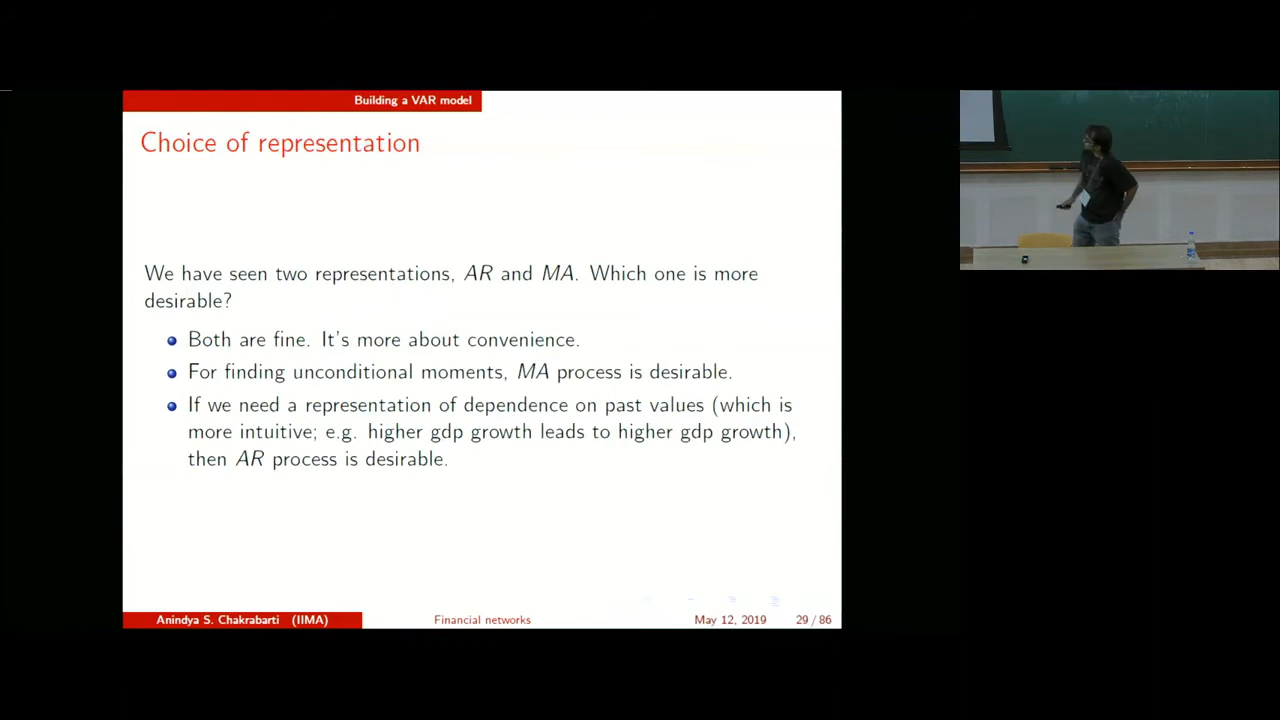 Building a VAR model
Choice of representation
We have seen two representations, AR and MA. Which one is more
desirable?
Both are fine. It's more about convenience.
For finding unconditional moments, MA process is desirable.
If we need a representation of dependence on past values (which is
more intuitive; e.g. higher gdp growth leads to higher gdp growth),
then AR process is desirable.
Anindya S. Chakrabarti (IIMA) Financial networks May 12, 2019 29 / 86